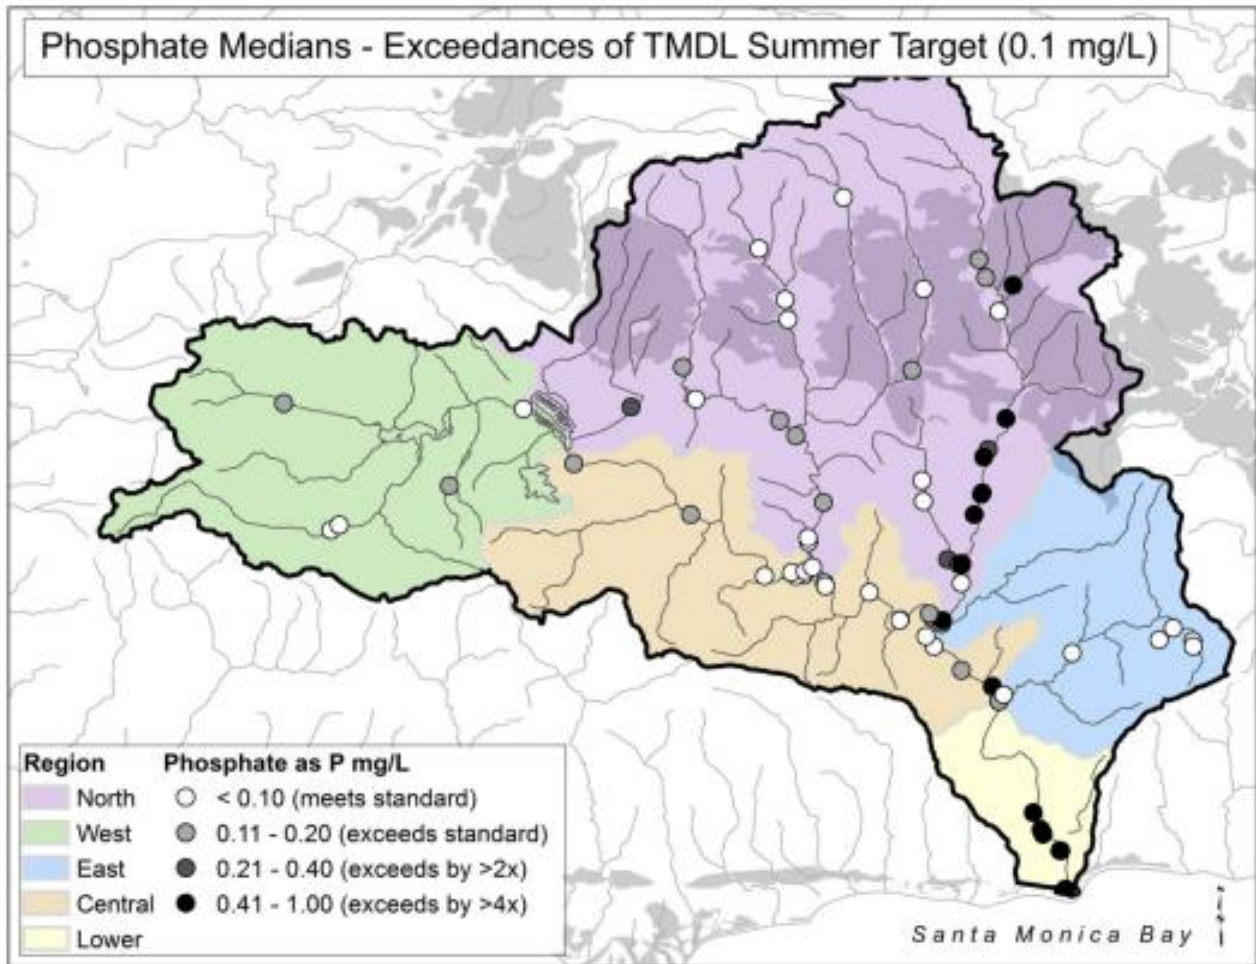 Phosphate Medians - Exceedances of TMDL Summer Target (0.1 mg/L)
Region
Phosphate as P mg/L
North
< 0.10 (meets standard)
West
0.11 - 0.20 (exceeds standard)
East
0.21 - 0.40 (exceeds by >2x)
Central
0.41 - 1.00 (exceeds by >4x)
Lower
Santa Monica Bay